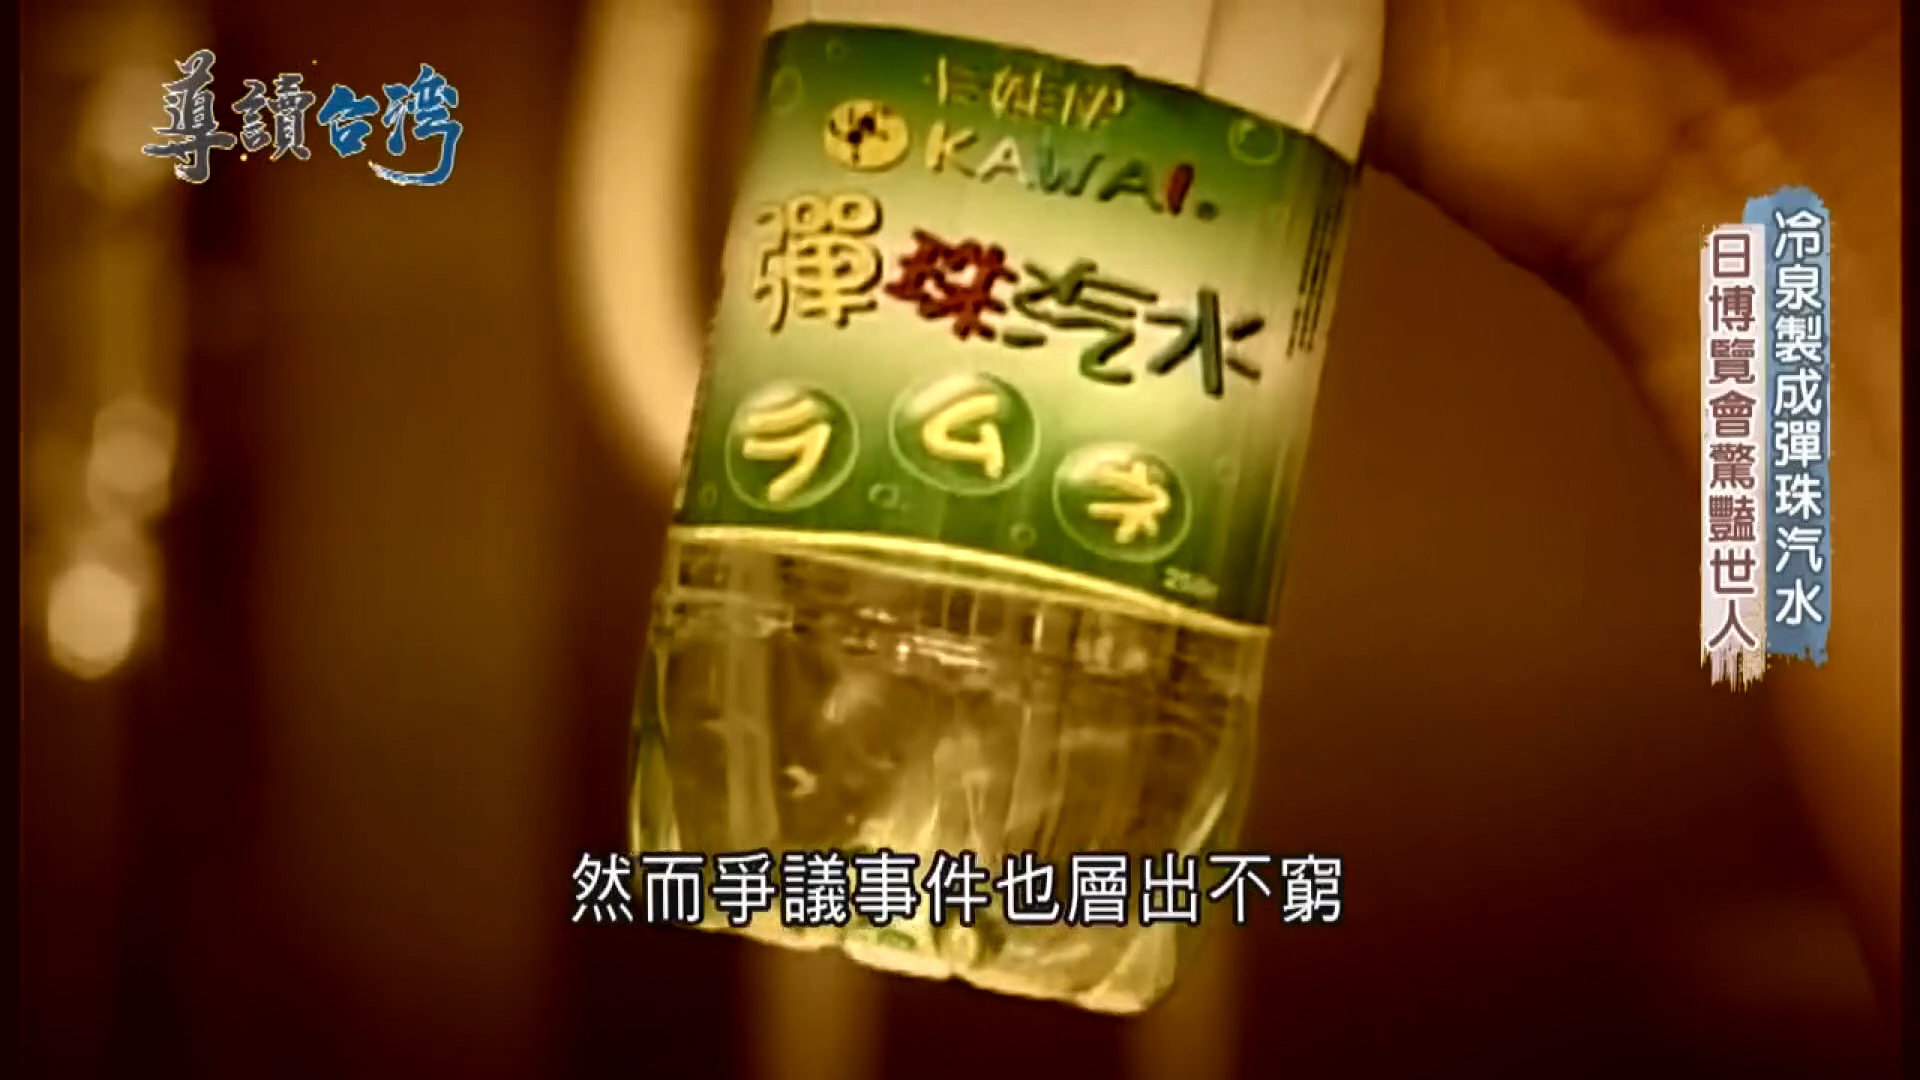 導讀台灣
KAWAI
彈珠汽水
ラムネ
冷泉製成彈珠汽水
日博覽會驚豔世人
然而爭議事件也層出不窮